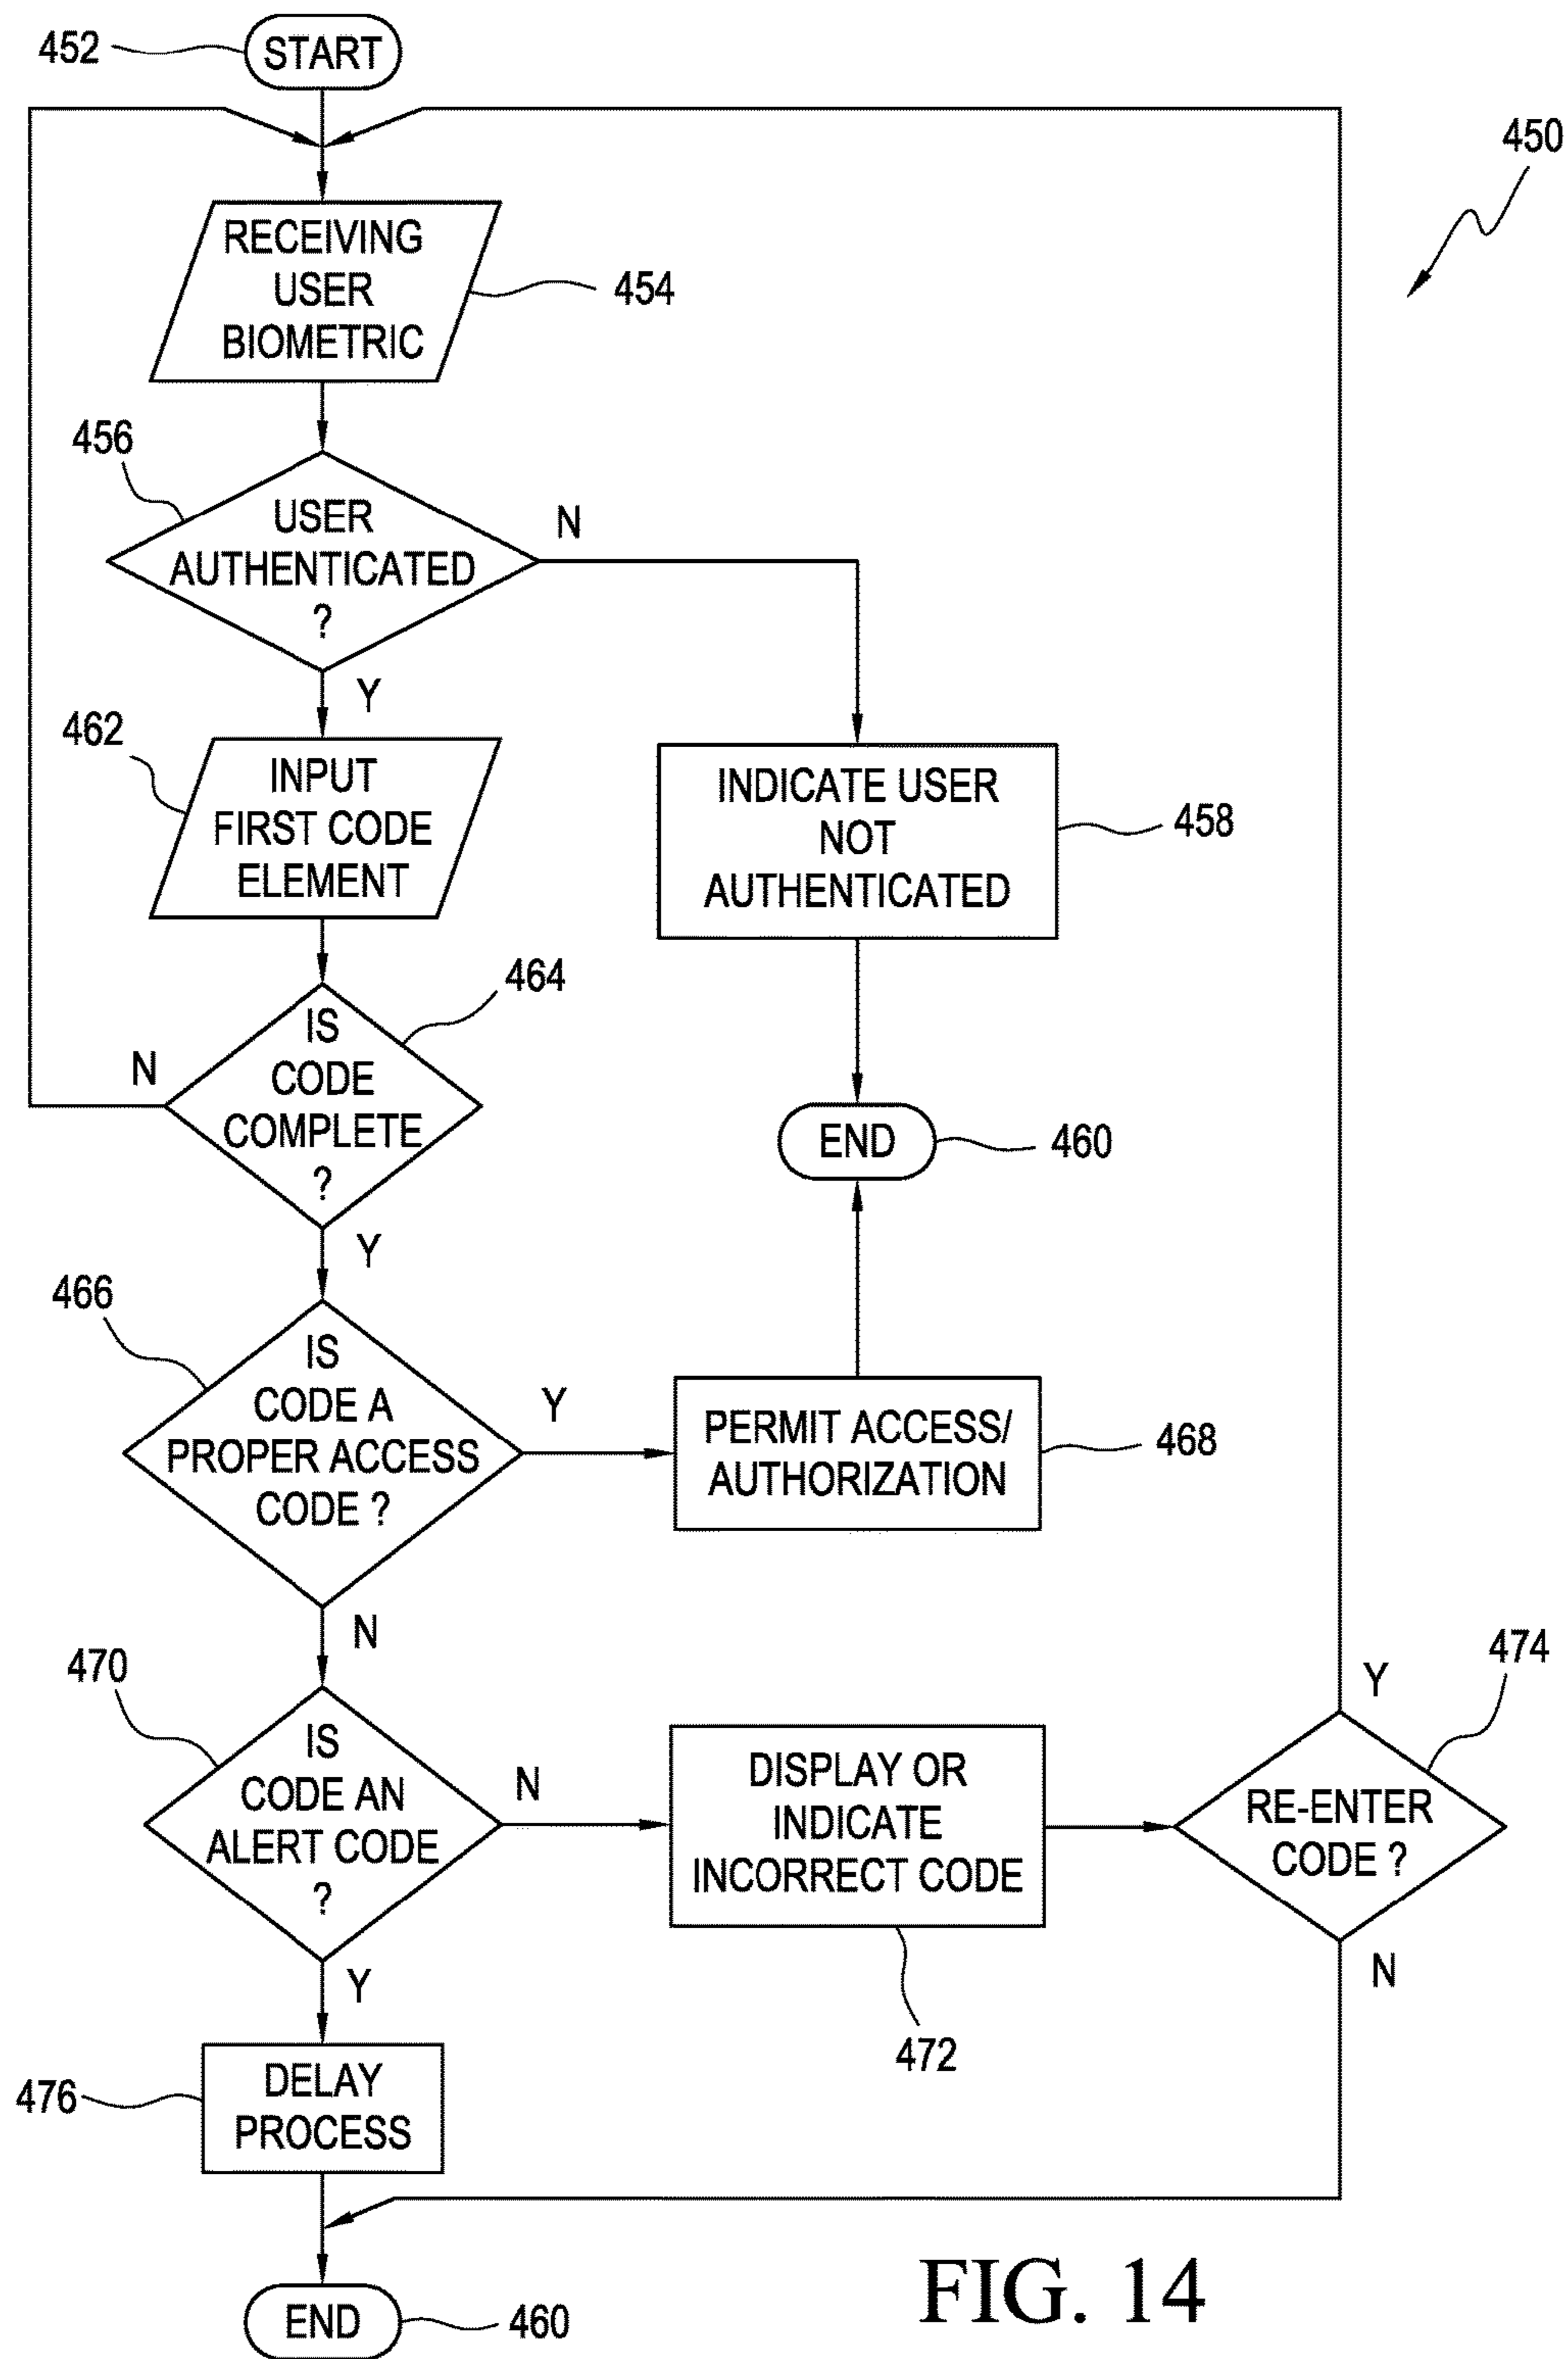 452
START
450
RECEIVING
USER
BIOMETRIC
454
456
USER
AUTHENTICATED
?
N
Y
462
INPUT
FIRST CODE
ELEMENT
INDICATE USER
NOT
AUTHENTICATED
458
464
IS
CODE
COMPLETE
?
N
Y
END
460
466
IS
CODE A
PROPER ACCESS
CODE ?
Y
PERMIT ACCESS/
AUTHORIZATION
468
N
470
IS
CODE AN
ALERT CODE
?
N
DISPLAY OR
INDICATE
INCORRECT CODE
472
474
Y
RE-ENTER
CODE ?
N
Y
476
DELAY
PROCESS
END
460
FIG. 14